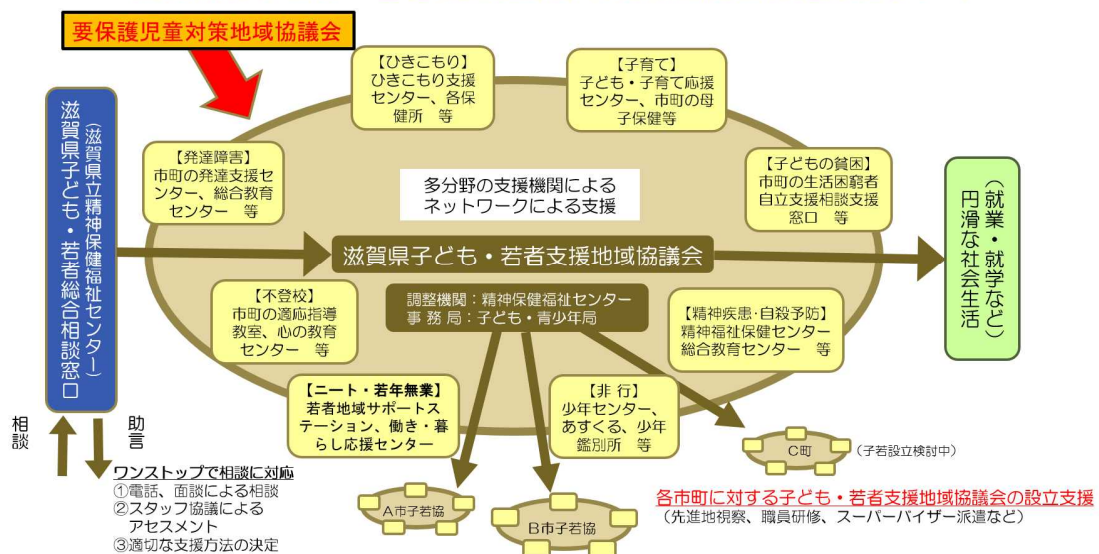 要保護児童対策地域協議会
滋賀県子ども・若者総合相談窓口
（滋賀県立精神保健福祉センター）
相談
助言
ワンストップで相談に対応
①電話、面談による相談
②スタッフ協議による
アセスメント
③適切な支援方法の決定
【ひきこもり】
ひきこもり支援
センター、各保
健所　等
【子育て】
子ども・子育て応援
センター、市町の母
子保健等
【発達障害】
市町の発達支援セ
ンター、総合教育
センター　等
多分野の支援機関による
ネットワークによる支援
【子どもの貧困】
市町の生活困窮者
自立支援相談支援
窓口　等
滋賀県子ども・若者支援地域協議会
調整機関：精神保健福祉センター
事 務 局：子ども・青少年局
【不登校】
市町の適応指導
教室、心の教育
センター　等
【精神疾患・自殺予防】
精神福祉保健センター
総合教育センター　等
【ニート・若年無業】
若者地域サポートス
テーション、働き・暮
らし応援センター
【非 行】
少年センター、
あすくる、少年
鑑別所　等
円滑な社会生活
（就業・就学など）
A市子若協
B市子若協
C町
（子若設立検討中）
各市町に対する子ども・若者支援地域協議会の設立支援
（先進地視察、職員研修、スーパーバイザー派遣など）